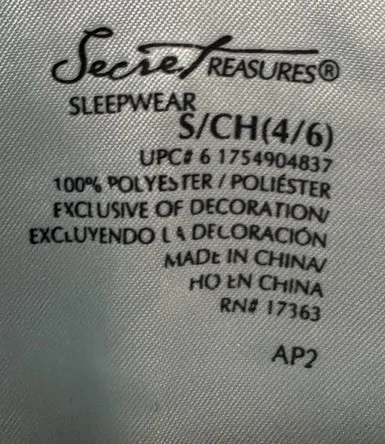 Secret TREASURES®
SLEEPWEAR
S/CH(4/6)
UPC# 6 1754904837
100% POLYESTER / POLIÉSTER
EXCLUSIVE OF DECORATION/
EXCLUYENDO LA DECORACIÓN
MADE IN CHINA/
HO EN CHINA
RN# 17363
AP2